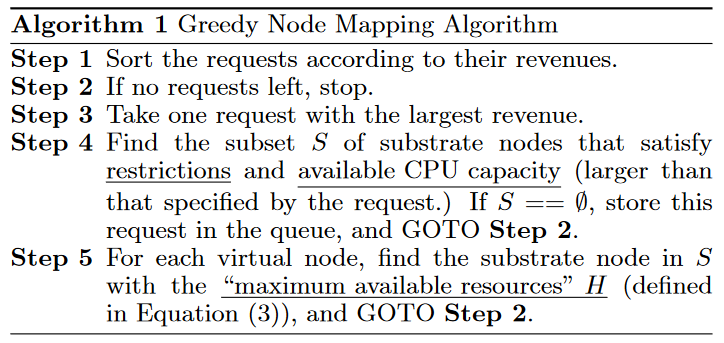 Algorithm 1 Greedy Node Mapping Algorithm
Step 1 Sort the requests according to their revenues.
Step 2 If no requests left, stop.
Step 3 Take one request with the largest revenue.
Step 4 Find the subset S of substrate nodes that satisfy
restrictions and available CPU capacity (larger than
that specified by the request.) If S == ∅, store this
request in the queue, and GOTO Step 2.
Step 5 For each virtual node, find the substrate node in S
with the “maximum available resources” H (defined
in Equation (3)), and GOTO Step 2.